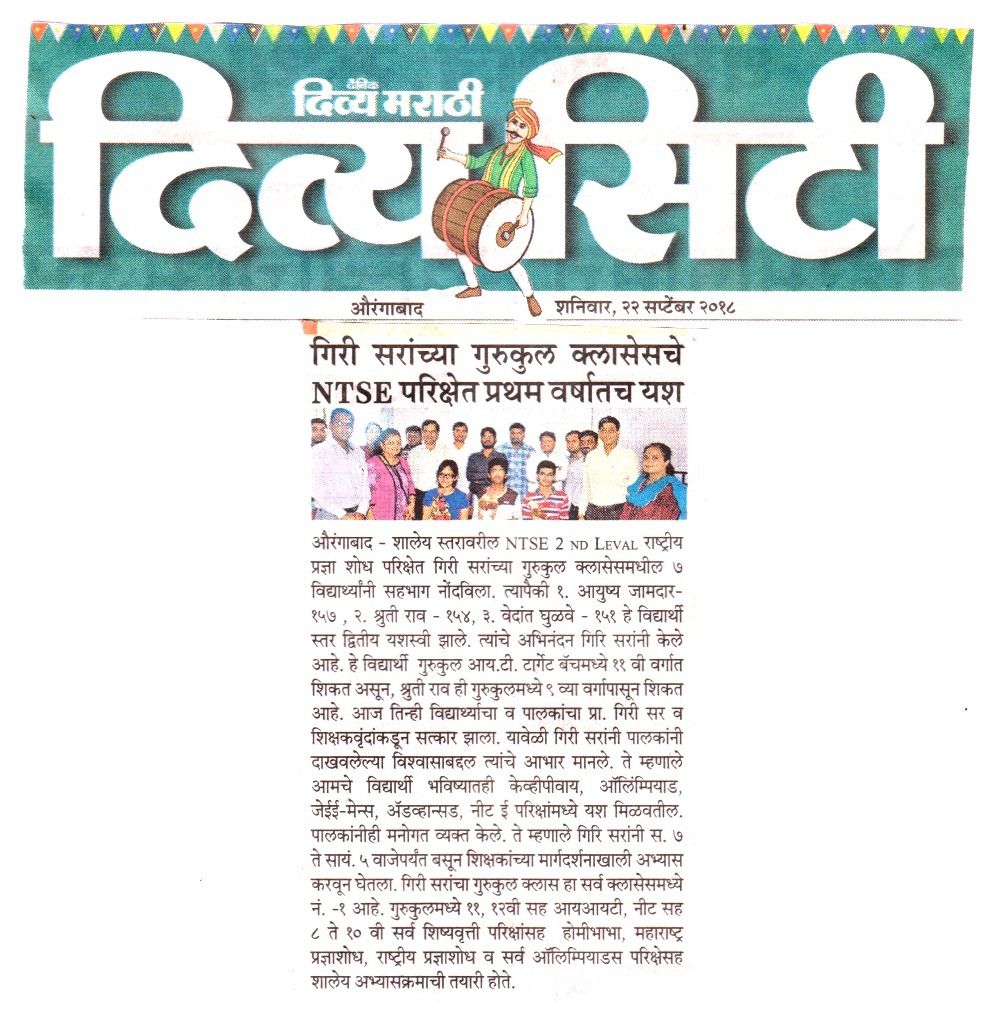 दैनिक
दिव्य मराठी
दिव्य सिटी
औरंगाबाद
शनिवार, २२ सप्टेंबर २०१८
गिरी सरांच्या गुरुकुल क्लासेसचे
NTSE परिक्षेत प्रथम वर्षातच यश
औरंगाबाद - शालेय स्तरावरील NTSE 2 ND LEVAL राष्ट्रीय
प्रज्ञा शोध परिक्षेत गिरी सरांच्या गुरुकुल क्लासेसमधील ७
विद्यार्थ्यांनी सहभाग नोंदविला. त्यापैकी १. आयुष्य जामदार-
१५७ , २. श्रुती राव - १५४, ३. वेदांत घुळवे - १५१ हे विद्यार्थी
स्तर द्वितीय यशस्वी झाले. त्यांचे अभिनंदन गिरि सरांनी केले
आहे. हे विद्यार्थी गुरुकुल आय.टी. टार्गेट बॅचमध्ये ११ वी वर्गात
शिकत असून, श्रुती राव ही गुरुकुलमध्ये ९ व्या वर्गापासून शिकत
आहे. आज तिन्ही विद्यार्थ्याचा व पालकांचा प्रा. गिरी सर व
शिक्षकवृंदांकडून सत्कार झाला. यावेळी गिरी सरांनी पालकांनी
दाखवलेल्या विश्वासाबद्दल त्यांचे आभार मानले. ते म्हणाले
आमचे विद्यार्थी भविष्यातही केव्हीपीवाय, ऑलिंम्पियाड,
जेईई-मेन्स, ॲडव्हान्सड, नीट ई परिक्षांमध्ये यश मिळवतील.
पालकांनीही मनोगत व्यक्त केले. ते म्हणाले गिरि सरांनी स. ७
ते सायं. ५ वाजेपर्यंत बसून शिक्षकांच्या मार्गदर्शनाखाली अभ्यास
करवून घेतला. गिरी सरांचा गुरुकुल क्लास हा सर्व क्लासेसमध्ये
नं. -१ आहे. गुरुकुलमध्ये ११, १२वी सह आयआयटी, नीट सह
८ ते १० वी सर्व शिष्यवृत्ती परिक्षांसह होमीभाभा, महाराष्ट्र
प्रज्ञाशोध, राष्ट्रीय प्रज्ञाशोध व सर्व ऑलिम्पियाडस परिक्षेसह
शालेय अभ्यासक्रमाची तयारी होते.